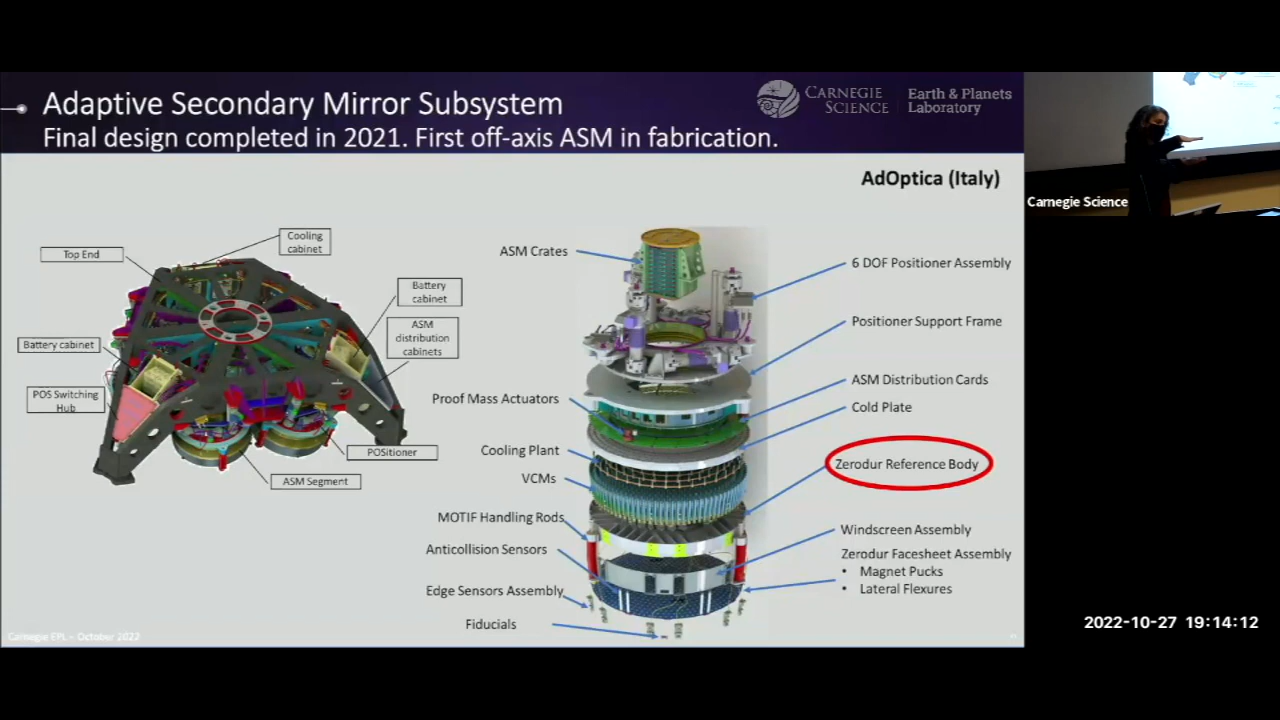 Adaptive Secondary Mirror Subsystem
Final design completed in 2021. First off-axis ASM in fabrication.
CARNEGIE
SCIENCE
Earth & Planets
Laboratory
AdOptica (Italy)
Carnegie Science
Top End
Cooling
cabinet
Battery
cabinet
ASM
distribution
cabinets
Battery cabinet
POS Switching
Hub
POSitioner
ASM Segment
ASM Crates
6 DOF Positioner Assembly
Positioner Support Frame
ASM Distribution Cards
Proof Mass Actuators
Cold Plate
Cooling Plant
Zerodur Reference Body
VCMs
MOTIF Handling Rods
Windscreen Assembly
Anticollision Sensors
Zerodur Facesheet Assembly
• Magnet Pucks
• Lateral Flexures
Edge Sensors Assembly
Fiducials
Carnegie EPL – October 2022
2022-10-27 19:14:12